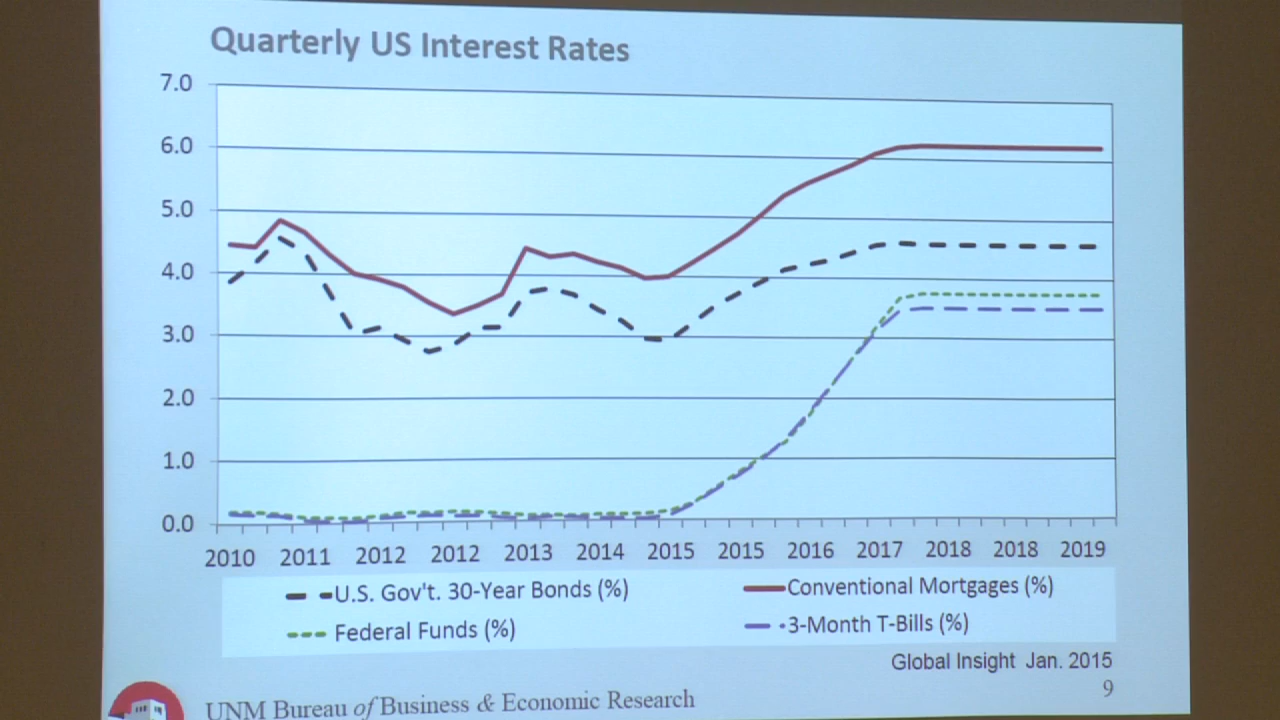 Quarterly US Interest Rates
7.0
6.0
5.0
4.0
3.0
2.0
1.0
0.0
2010 2011 2012 2012 2013 2014 2015 2015 2016 2017 2018 2018 2019
U.S. Gov't. 30-Year Bonds (%) Conventional Mortgages (%)
Federal Funds (%) 3-Month T-Bills (%)
Global Insight Jan. 2015
9
UNM Bureau of Business & Economic Research